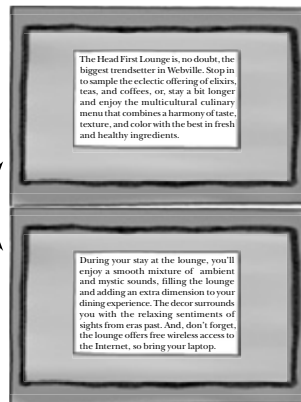 The Head First Lounge is, no doubt, the
biggest trendsetter in Webville. Stop in
to sample the eclectic offering of elixirs,
teas, and coffees, or, stay a bit longer
and enjoy the multicultural culinary
menu that combines a harmony of taste,
texture, and color with the best in fresh
and healthy ingredients.
During your stay at the lounge, you'll
enjoy a smooth mixture of ambient
and mystic sounds, filling the lounge
and adding an extra dimension to your
dining experience. The decor surrounds
you with the relaxing sentiments of
sights from eras past. And, don't forget,
the lounge offers free wireless access to
the Internet, so bring your laptop.